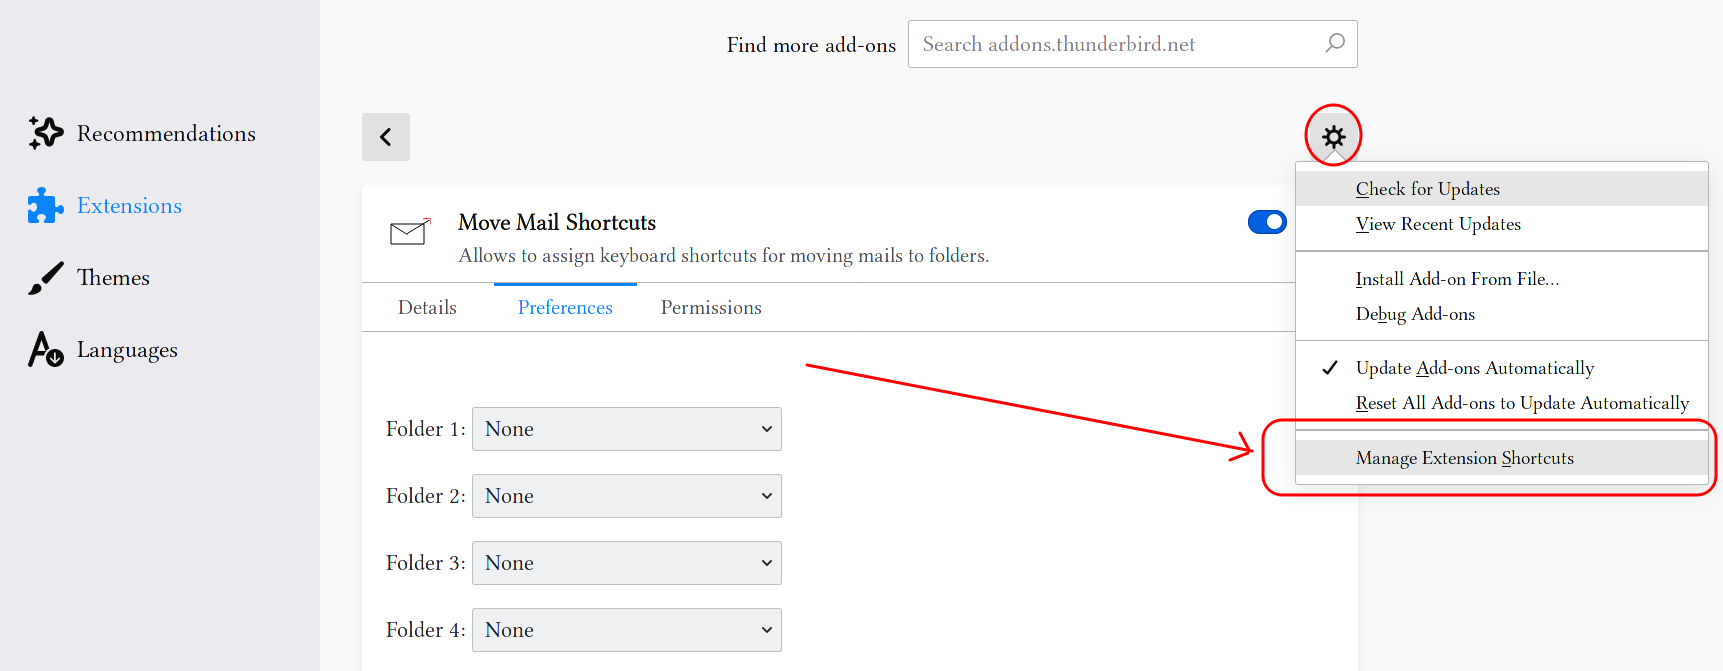 Find more add-ons
Search addons.thunderbird.net
Recommendations
Extensions
Themes
Languages
Move Mail Shortcuts
Allows to assign keyboard shortcuts for moving mails to folders.
Details
Preferences
Permissions
Folder 1:
None
Folder 2:
None
Folder 3:
None
Folder 4:
None
Check for Updates
View Recent Updates
Install Add-on From File...
Debug Add-ons
Update Add-ons Automatically
Reset All Add-ons to Update Automatically
Manage Extension Shortcuts